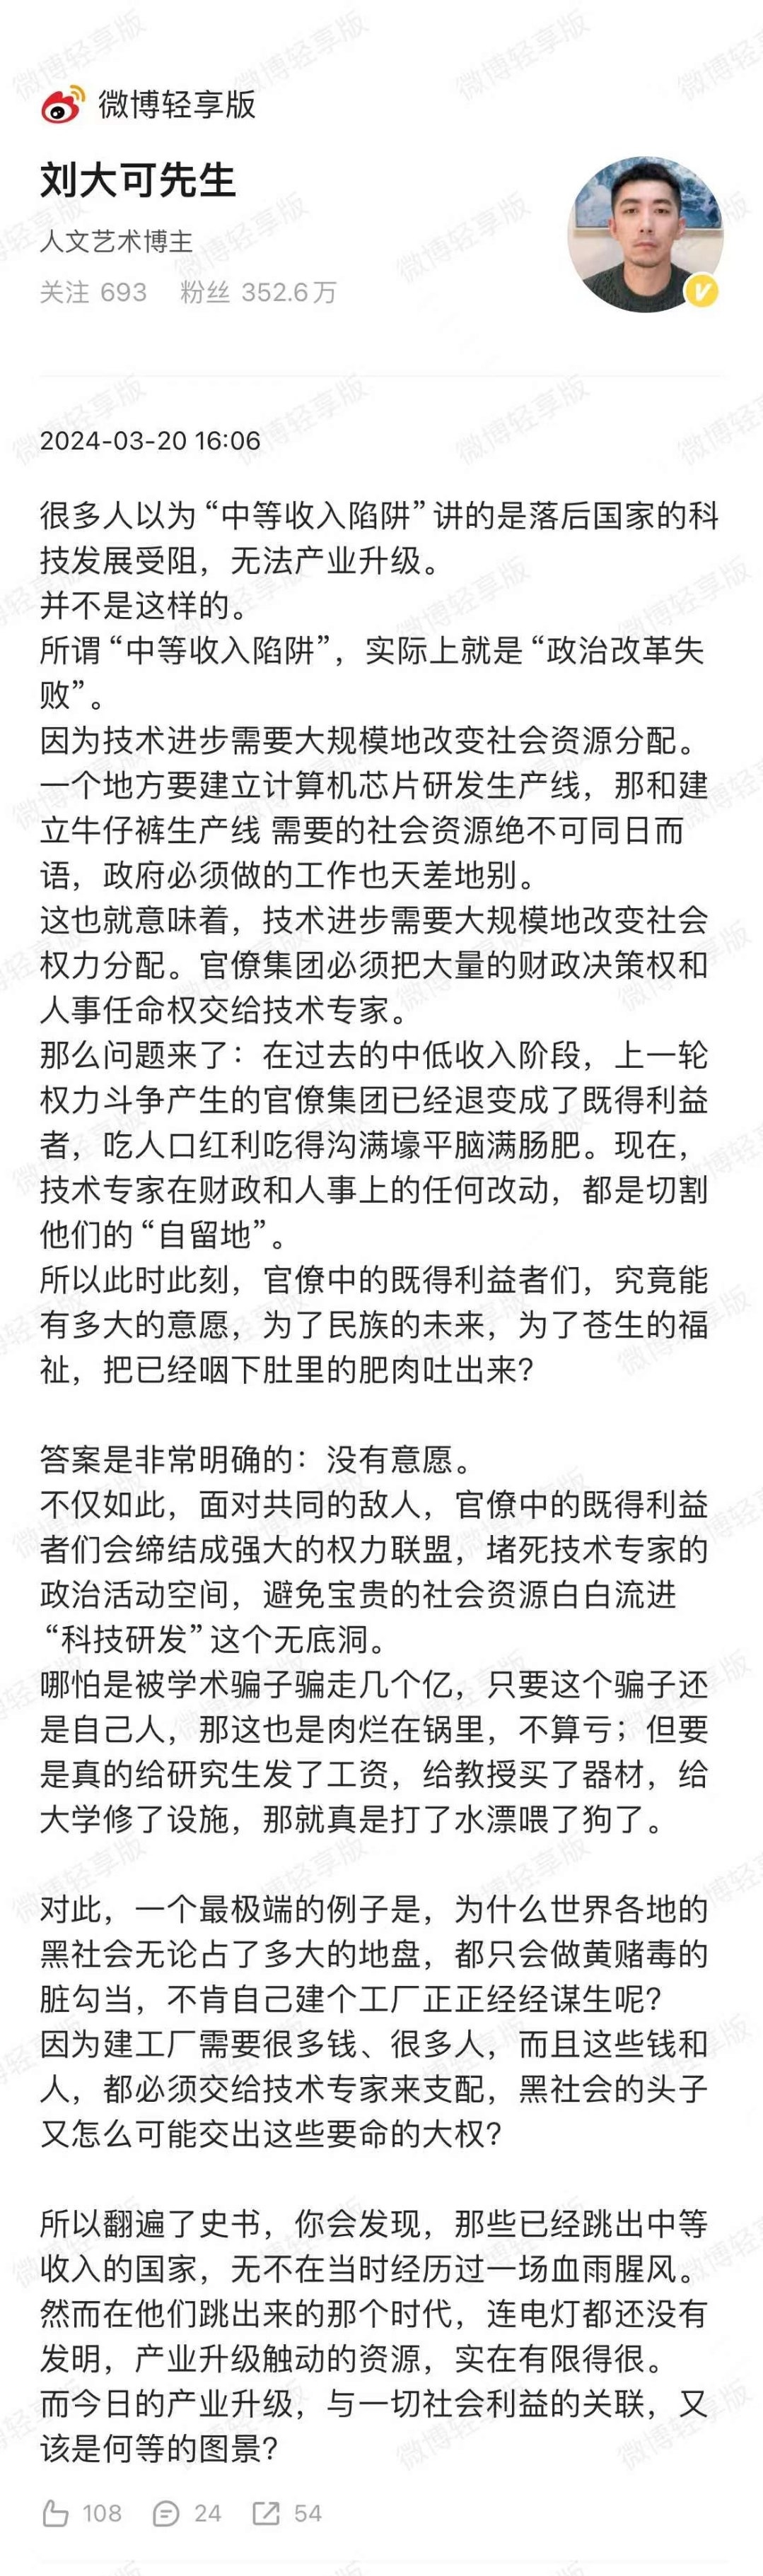 微博轻享版
刘大可先生
人文艺术博主
关注 693 粉丝 352.6万
2024-03-20 16:06
很多人以为“中等收入陷阱”讲的是落后国家的科
技发展受阻，无法产业升级。
并不是这样的。
所谓“中等收入陷阱”，实际上就是“政治改革失
败”。
因为技术进步需要大规模地改变社会资源分配。
一个地方要建立计算机芯片研发生产线，那和建
立牛仔裤生产线 需要的社会资源绝不可同日而
语，政府必须做的工作也天差地别。
这也就意味着，技术进步需要大规模地改变社会
权力分配。官僚集团必须把大量的财政决策权和
人事任命权交给技术专家。
那么问题来了：在过去的中低收入阶段，上一轮
权力斗争产生的官僚集团已经退变成了既得利益
者，吃人口红利吃得沟满壕平脑满肠肥。现在，
技术专家在财政和人事上的任何改动，都是切割
他们的“自留地”。
所以此时此刻，官僚中的既得利益者们，究竟能
有多大的意愿，为了民族的未来，为了苍生的福
祉，把已经咽下肚里的肥肉吐出来？
答案是非常明确的：没有意愿。
不仅如此，面对共同的敌人，官僚中的既得利益
者们会缔结成强大的权力联盟，堵死技术专家的
政治活动空间，避免宝贵的社会资源白白流进
“科技研发”这个无底洞。
哪怕是被学术骗子骗走几个亿，只要这个骗子还
是自己人，那这也是肉烂在锅里，不算亏；但要
是真的给研究生发了工资，给教授买了器材，给
大学修了设施，那就真是打了水漂喂了狗了。
对此，一个最极端的例子是，为什么世界各地的
黑社会无论占了多大的地盘，都只会做黄赌毒的
脏勾当，不肯自己建个工厂正正经经谋生呢？
因为建工厂需要很多钱、很多人，而且这些钱和
人，都必须交给技术专家来支配，黑社会的头子
又怎么可能交出这些要命的大权？
所以翻遍了史书，你会发现，那些已经跳出中等
收入的国家，无不在当时经历过一场血雨腥风。
然而在他们跳出来的那个时代，连电灯都还没有
发明，产业升级触动的资源，实在有限得很。
而今日的产业升级，与一切社会利益的关联，又
该是何等的图景？
108 24 54